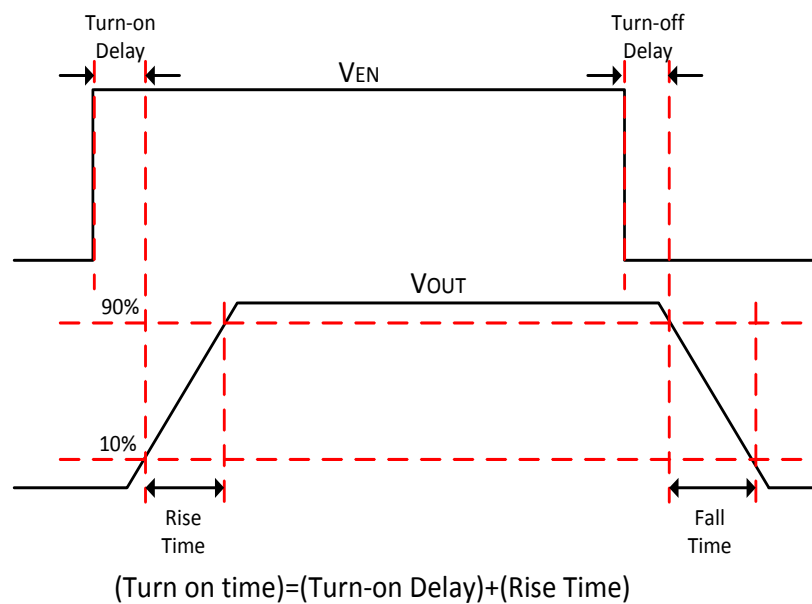 Turn-on
Delay
Turn-off
Delay
VEN
VOUT
90%
10%
Rise
Time
Fall
Time
(Turn on time)=(Turn-on Delay)+(Rise Time)